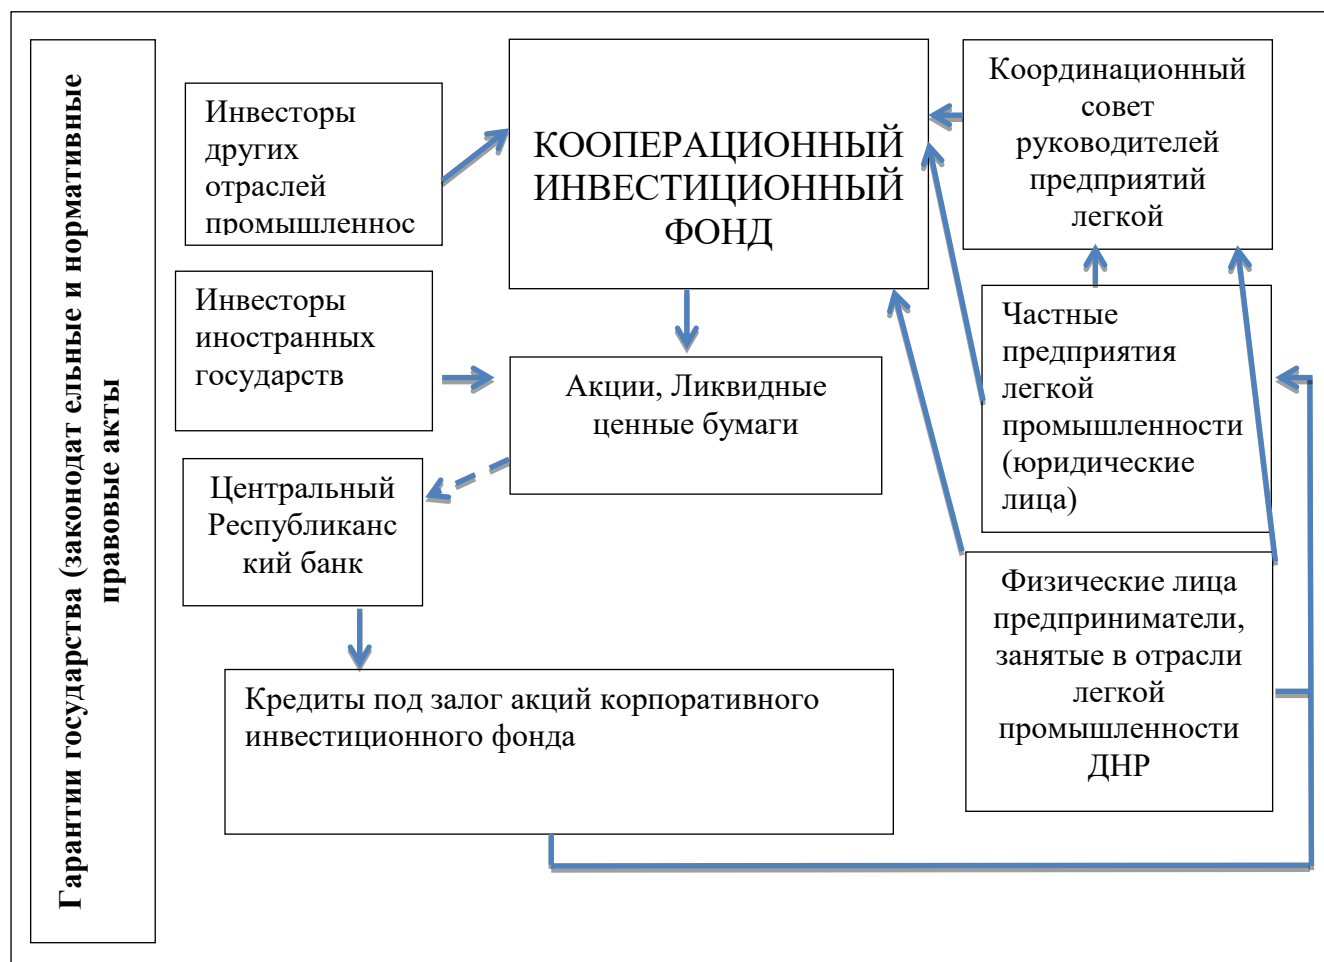 Гарантии государства (законодат ельные и нормативные
правовые акты
Инвесторы
других
отраслей
промышленнос
КООПЕРАЦИОННЫЙ
ИНВЕСТИЦИОННЫЙ
ФОНД
Координационный
совет
руководителей
предприятий
легкой
Инвесторы
иностранных
государств
Акции, Ликвидные
ценные бумаги
Частные
предприятия
легкой
промышленности
(юридические
лица)
Центральный
Республиканс
кий банк
Физические лица
предприниматели,
занятые в отрасли
легкой
промышленности
ДНР
Кредиты под залог акций корпоративного
инвестиционного фонда